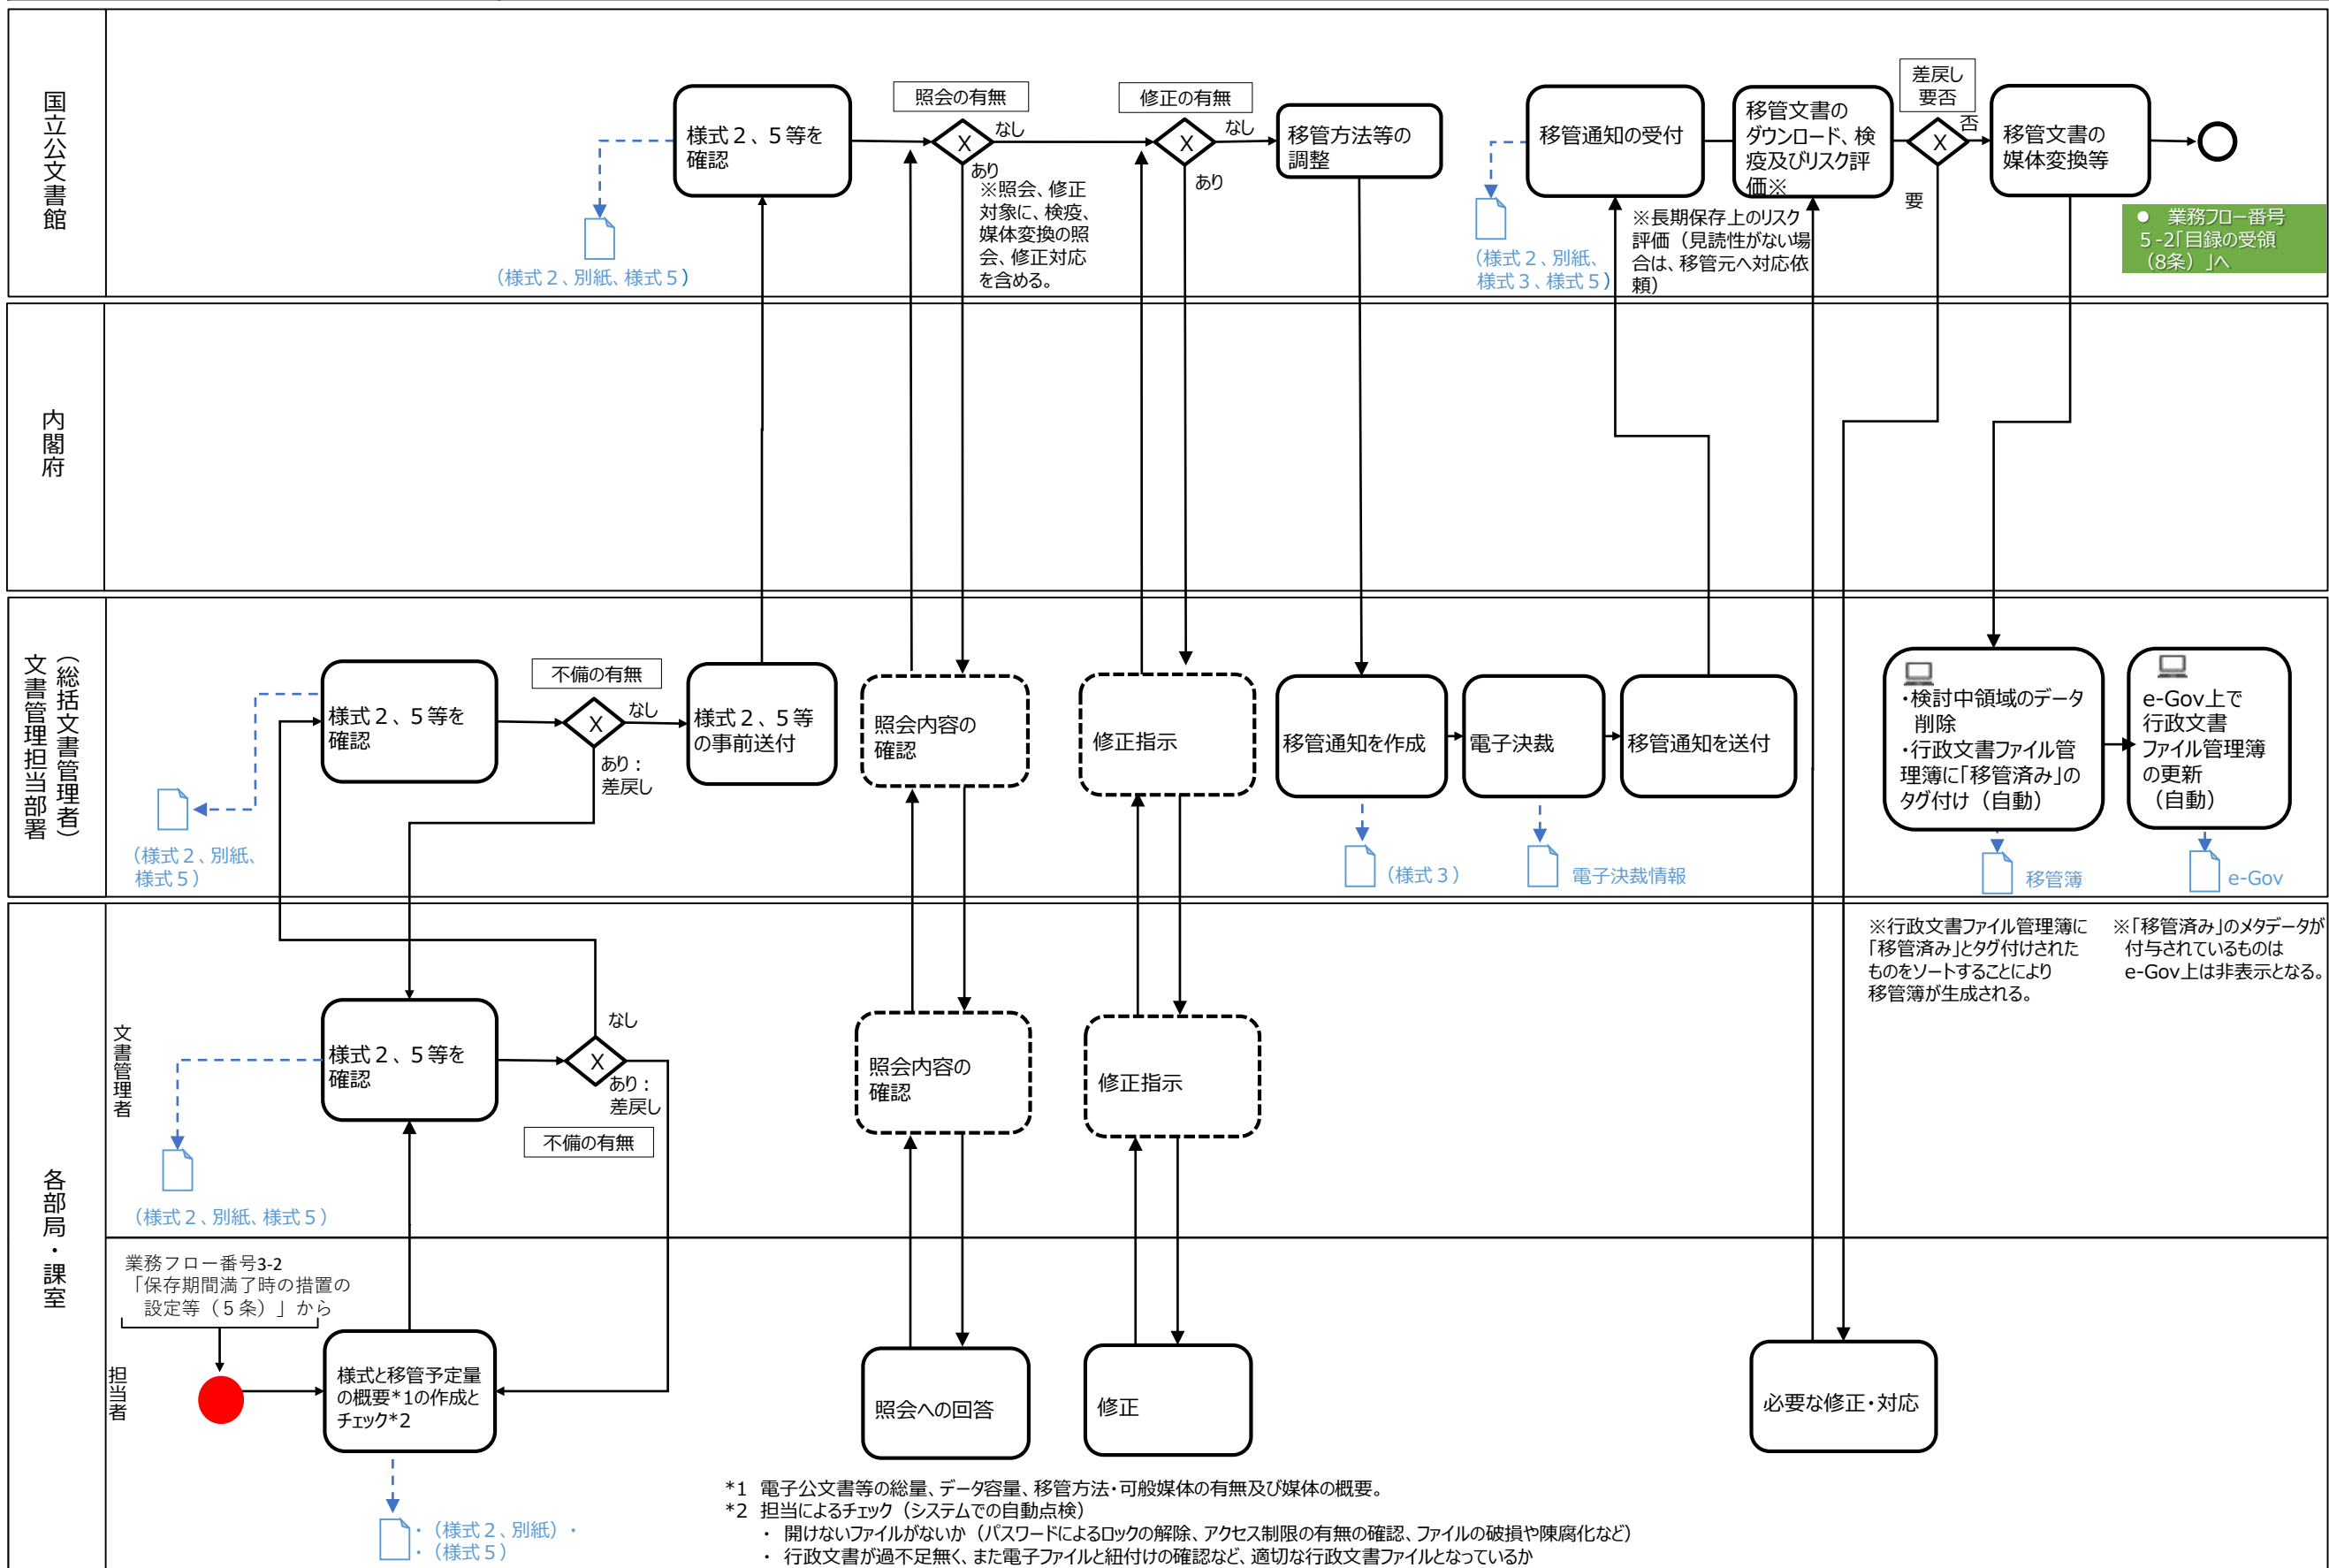 国立公文書館
様式２、５等を
確認
（様式２、別紙、様式５）
照会の有無
X
なし
あり
※照会、修正
対象に、検疫、
媒体変換の照
会、修正対応
を含める。
修正の有無
X
なし
あり
移管方法等の
調整
移管通知の受付
（様式２、別紙、
様式３、様式５）
移管文書の
ダウンロード、検
疫及びリスク評
価※
※長期保存上のリスク
評価（見読性がない場
合は、移管元へ対応依
頼）
差戻し
要否
X
否
要
移管文書の
媒体変換等
● 業務フロー番号
５-2「目録の受領
（8条）」へ
内閣府
文書管理担当部署
（総括文書管理者）
様式２、５等を
確認
（様式２、別紙、
様式５）
不備の有無
X
なし
あり：
差戻し
様式２、５等
の事前送付
照会内容の
確認
修正指示
移管通知を作成
（様式３）
電子決裁
電子決裁情報
移管通知を送付
・検討中領域のデータ
削除
・行政文書ファイル管
理簿に「移管済み」の
タグ付け（自動）
移管簿
e-Gov上で
行政文書
ファイル管理簿
の更新
（自動）
e-Gov
各部局・課室
文書管理者
様式２、５等を
確認
（様式２、別紙、様式５）
X
なし
あり：
差戻し
不備の有無
照会内容の
確認
修正指示
※行政文書ファイル管理簿に
「移管済み」とタグ付けされた
ものをソートすることにより
移管簿が生成される。
※「移管済み」のメタデータが
付与されているものは
e-Gov上は非表示となる。
担当者
業務フロー番号3-2
「保存期間満了時の措置の
設定等（５条）」から
様式と移管予定量
の概要*1の作成と
チェック*2
・（様式２、別紙）・
・（様式５）
照会への回答
修正
必要な修正・対応
*1 電子公文書等の総量、データ容量、移管方法・可般媒体の有無及び媒体の概要。
*2 担当によるチェック（システムでの自動点検）
・ 開けないファイルがないか（パスワードによるロックの解除、アクセス制限の有無の確認、ファイルの破損や陳腐化など）
・ 行政文書が過不足無く、また電子ファイルと紐付けの確認など、適切な行政文書ファイルとなっているか